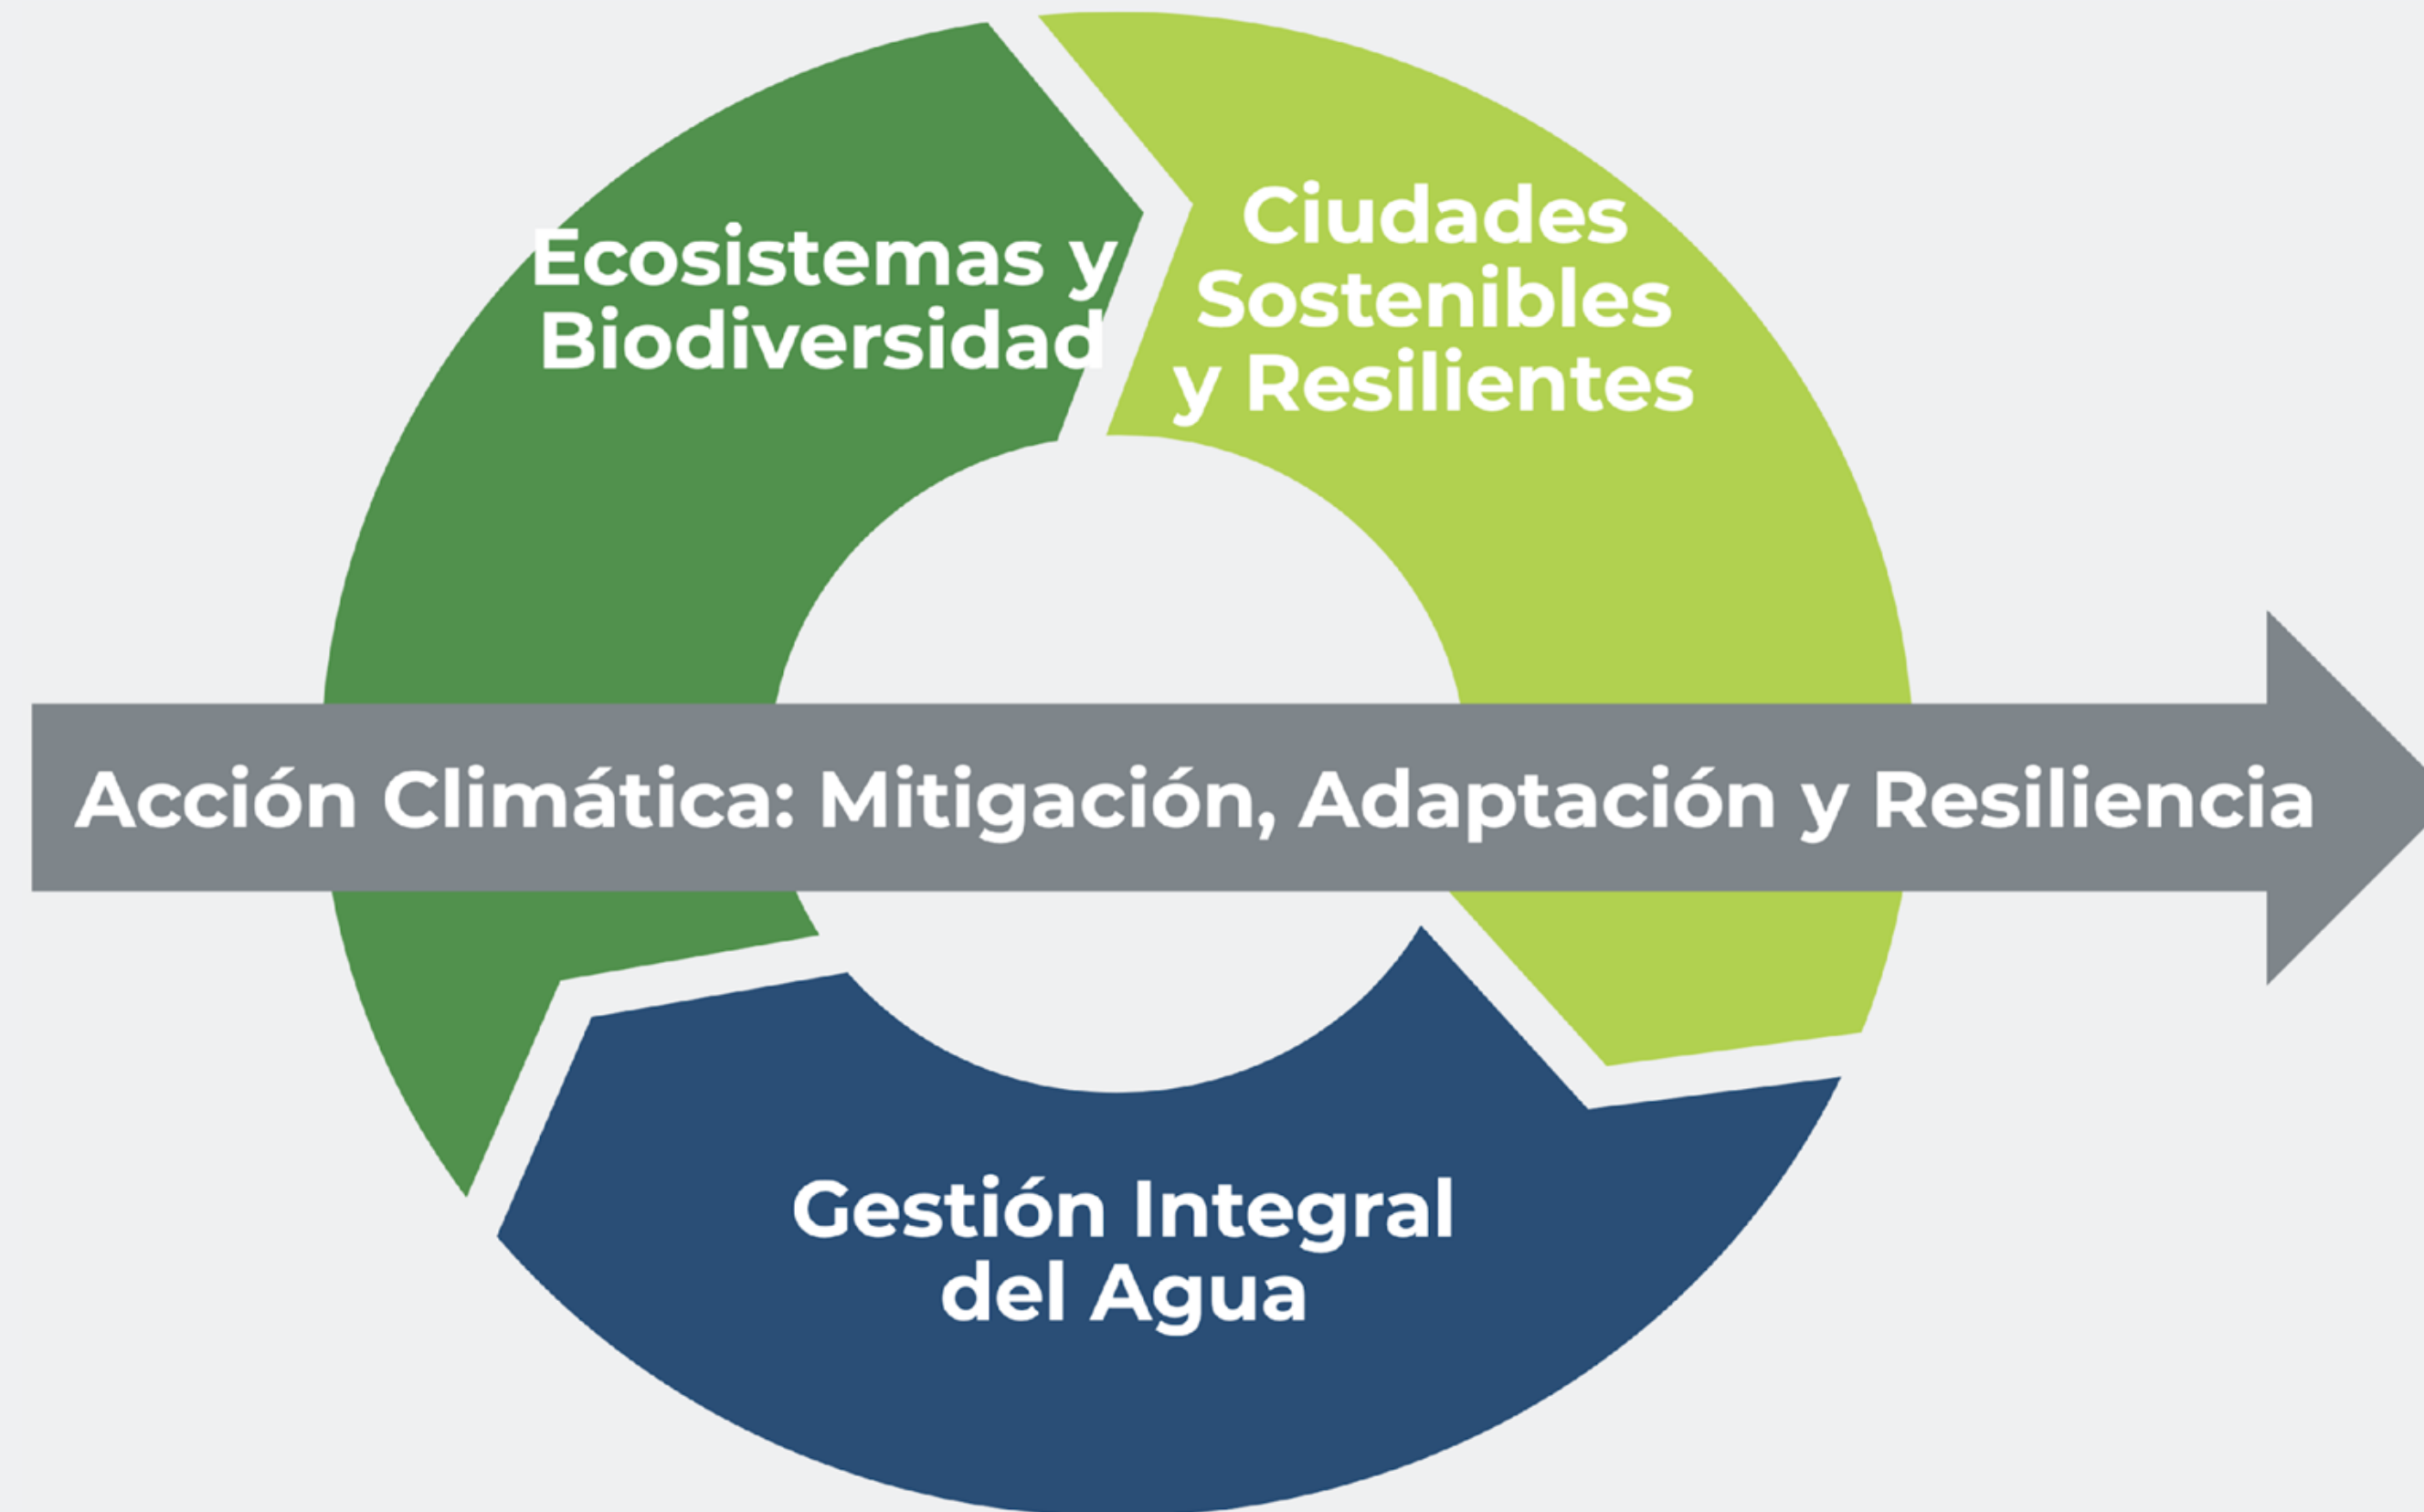 Ecosistemas y
Biodiversidad
Ciudades
Sostenibles
y Resilientes
Acción Climática: Mitigación, Adaptación y Resiliencia
Gestión Integral
del Agua